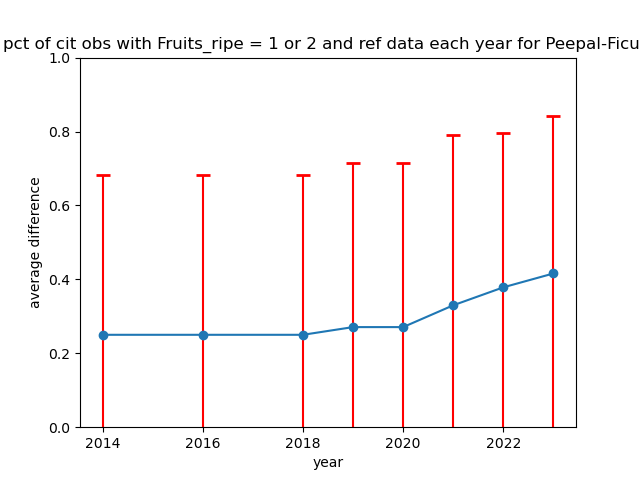 pct of cit obs with Fruits_ripe = 1 or 2 and ref data each year for Peepal-Ficu
1.0
0.8
0.6
0.4
0.2
0.0
average difference
2014 2016 2018 2020 2022
year